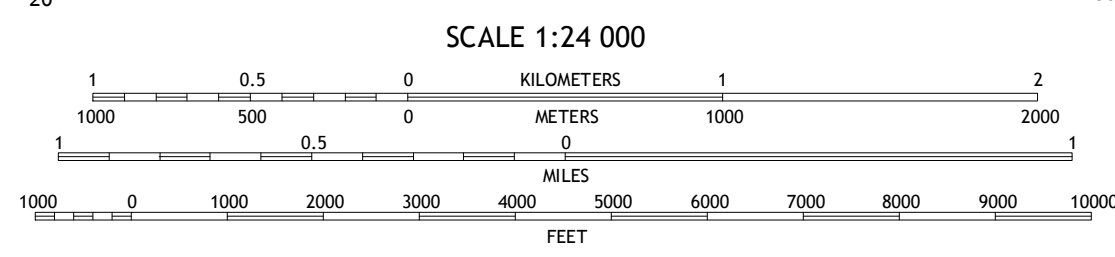 20
SCALE 1:24 000
1 0.5 0 KILOMETERS 1 2
1000 500 0 METERS 1000 2000
1 0.5 0 1
MILES
1000 0 1000 2000 3000 4000 5000 6000 7000 8000 9000 10000
FEET